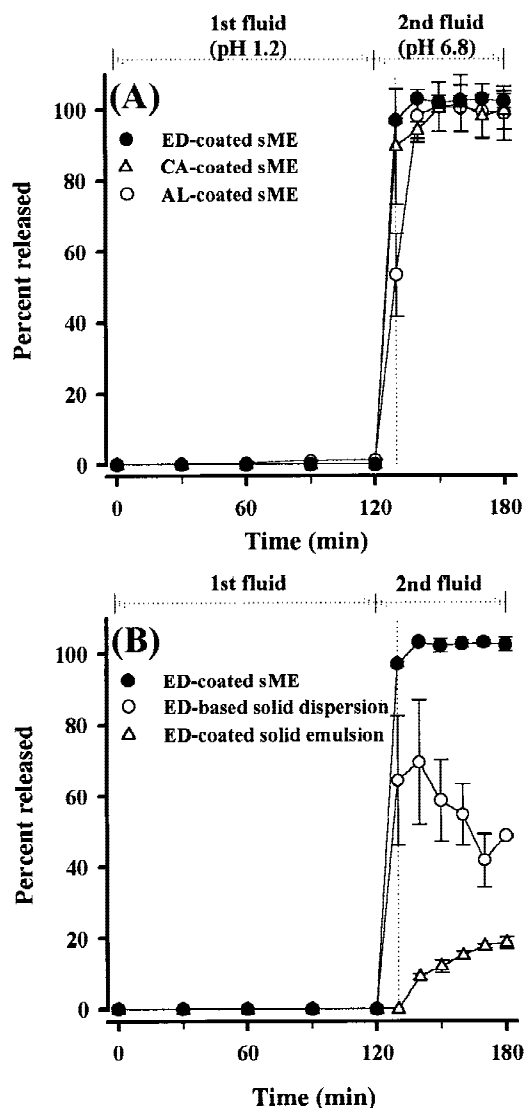 1st fluid
(pH 1.2)
2nd fluid
(pH 6.8)
(A)
ED-coated sME
CA-coated sME
AL-coated sME
100
80
60
40
20
0
Percent released
0 60 120 180
Time (min)
1st fluid
2nd fluid
(B)
ED-coated sME
ED-based solid dispersion
ED-coated solid emulsion
100
80
60
40
20
0
Percent released
0 60 120 180
Time (min)